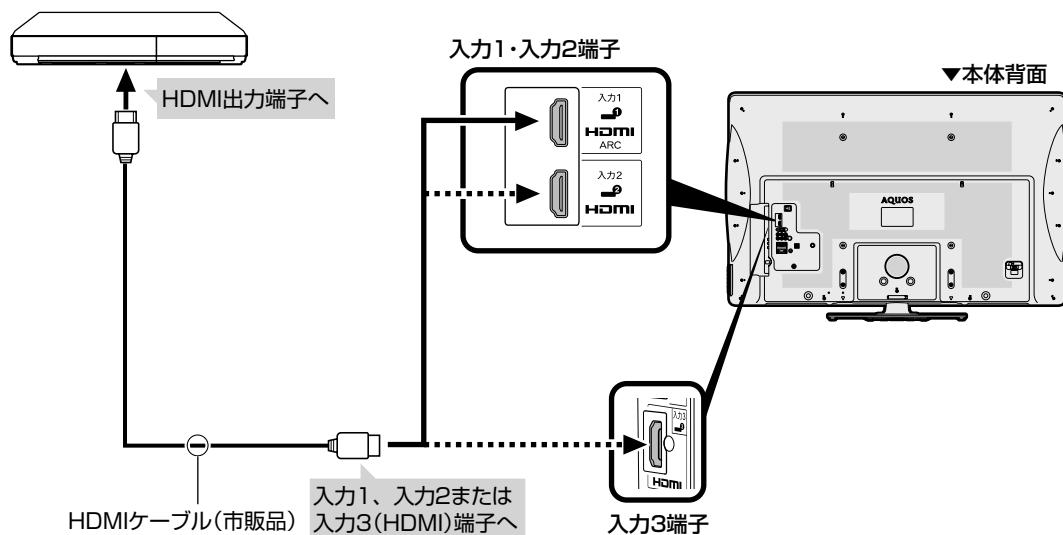 入力1・入力2端子
▼本体背面
HDMI出力端子へ
入力1
1
HDMI
ARC
入力2
2
HDMI
AQUOS
入力3
HDMI
HDMIケーブル（市販品）
入力1、入力2または
入力3（HDMI）端子へ
入力3端子